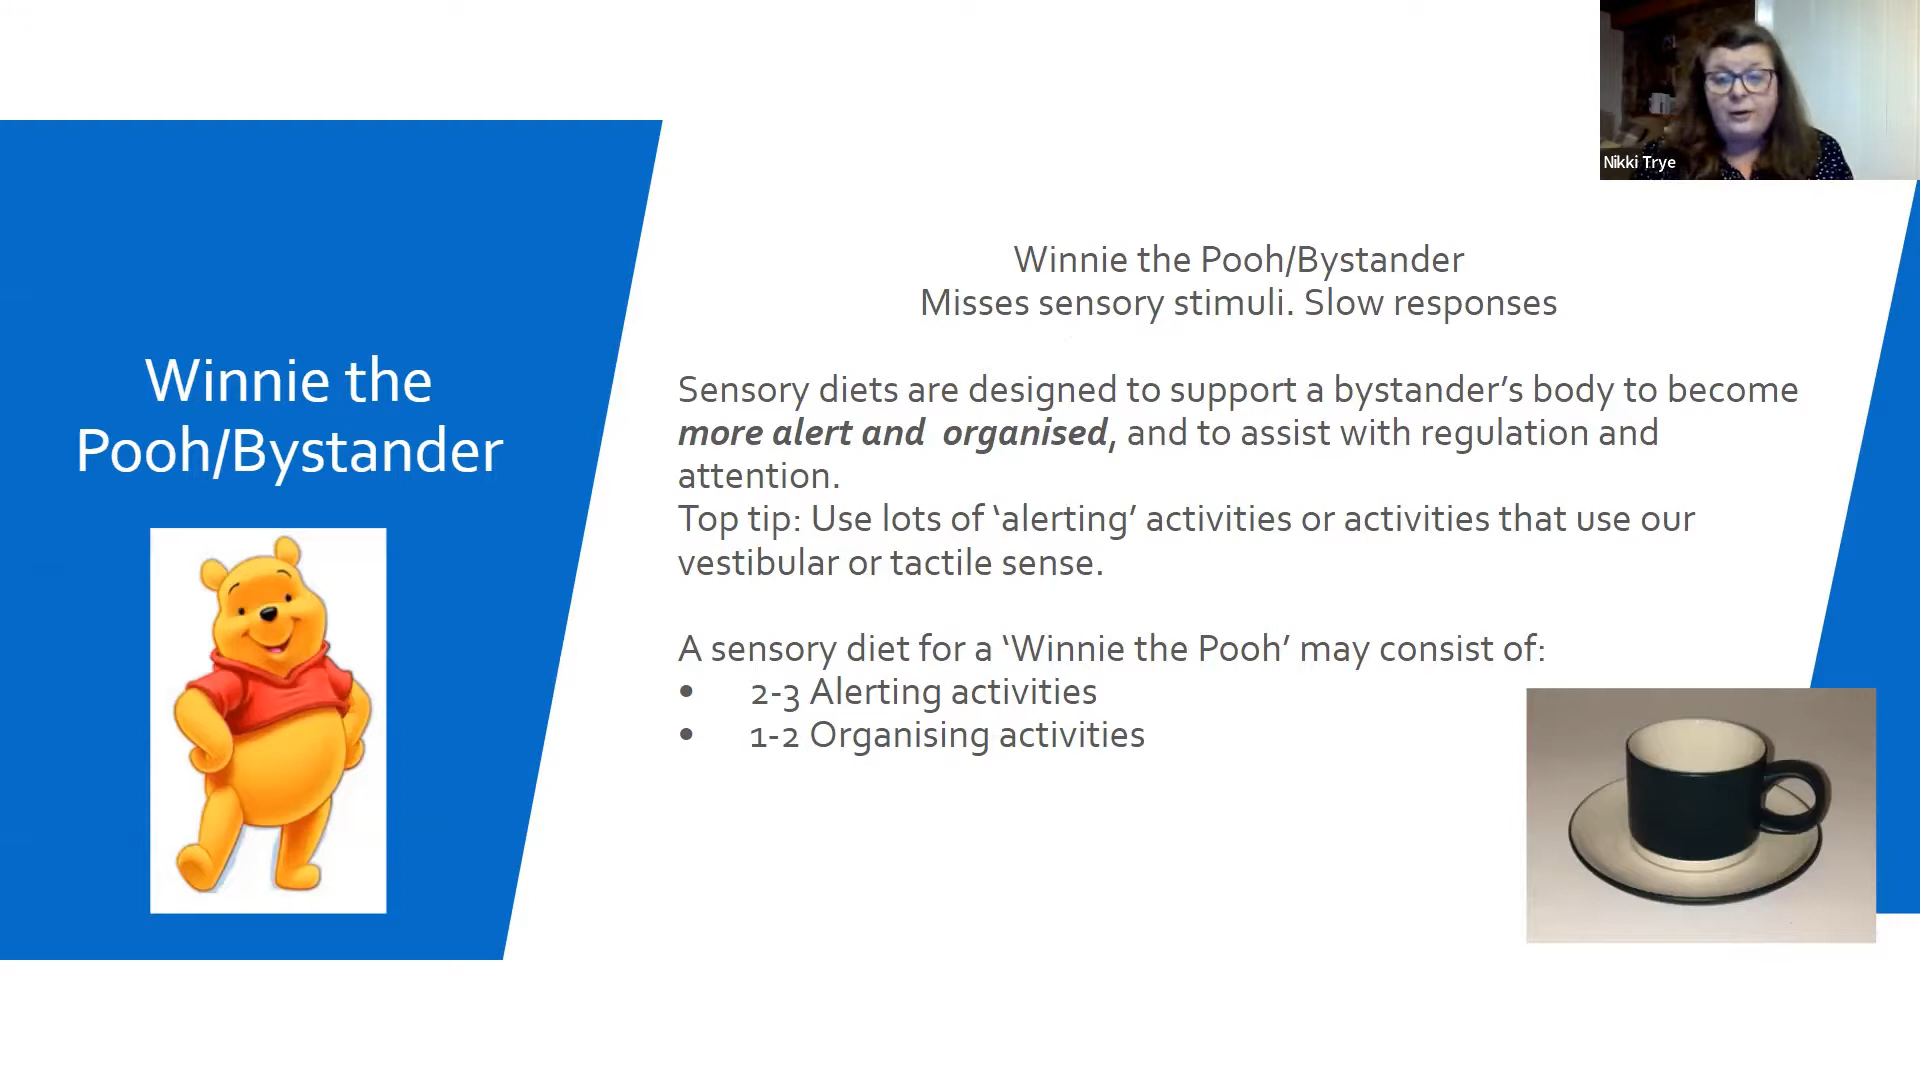 Nikki Trye
Winnie the
Pooh/Bystander
Winnie the Pooh/Bystander
Misses sensory stimuli. Slow responses
Sensory diets are designed to support a bystander’s body to become
more alert and  organised, and to assist with regulation and
attention.
Top tip: Use lots of ‘alerting’ activities or activities that use our
vestibular or tactile sense.
A sensory diet for a ‘Winnie the Pooh’ may consist of:
• 2-3 Alerting activities
• 1-2 Organising activities